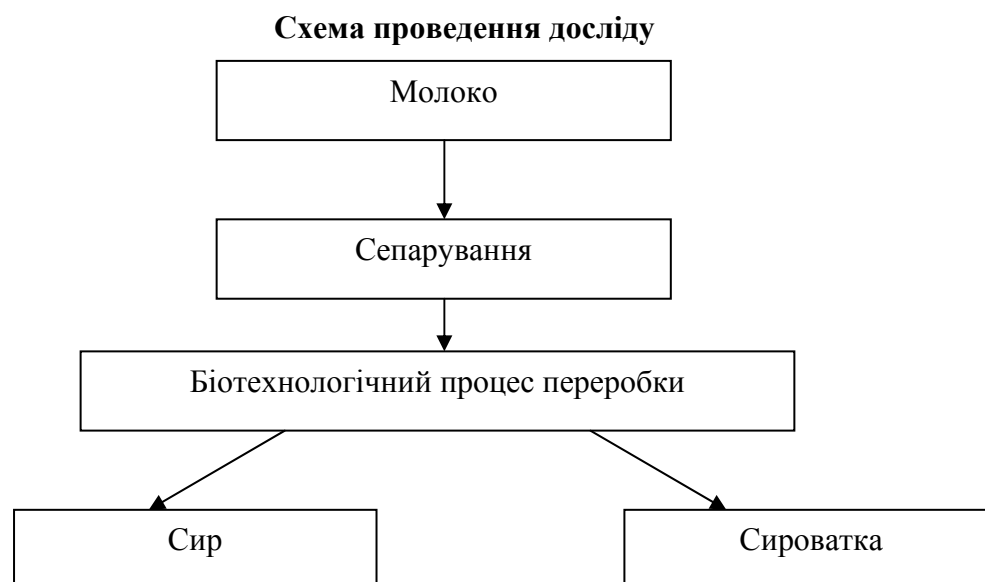 Схема проведення досліду
Молоко
Сепарування
Біотехнологічний процес переробки
Сир
Сироватка